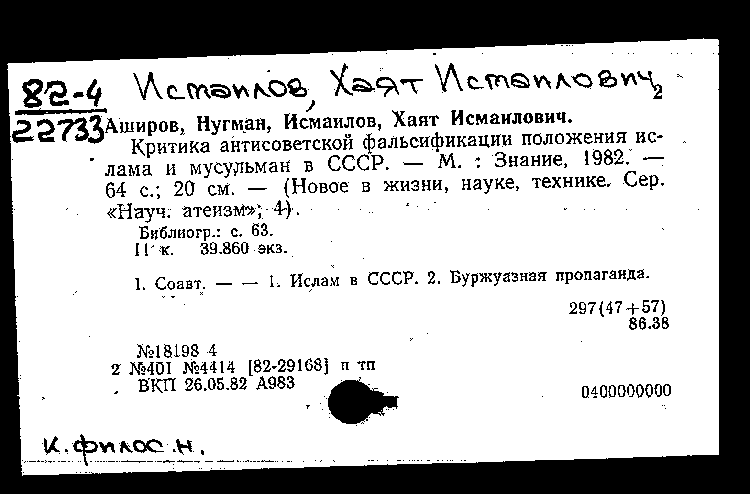 82-4 Исмаилов, Хаят Исмаилович 2
22733 Аширов, Нугман, Исмаилов, Хаят Исмаилович.
Критика антисоветской фальсификации положения ис-
лама и мусульман в СССР. — М. : Знание, 1982. —
64 с.; 20 см. — (Новое в жизни, науке, технике. Сер.
«Науч. атеизм»; 4).
Библиогр.: с. 63.
11 к. 39.860 экз.
1. Соавт. — — 1. Ислам в СССР. 2. Буржуазная пропаганда.
297(47+57)
86.38
№18198 4
2 №401 №4414 [82-29168] п тп
ВКП 26.05.82 А983
0400000000
к. филос. н.